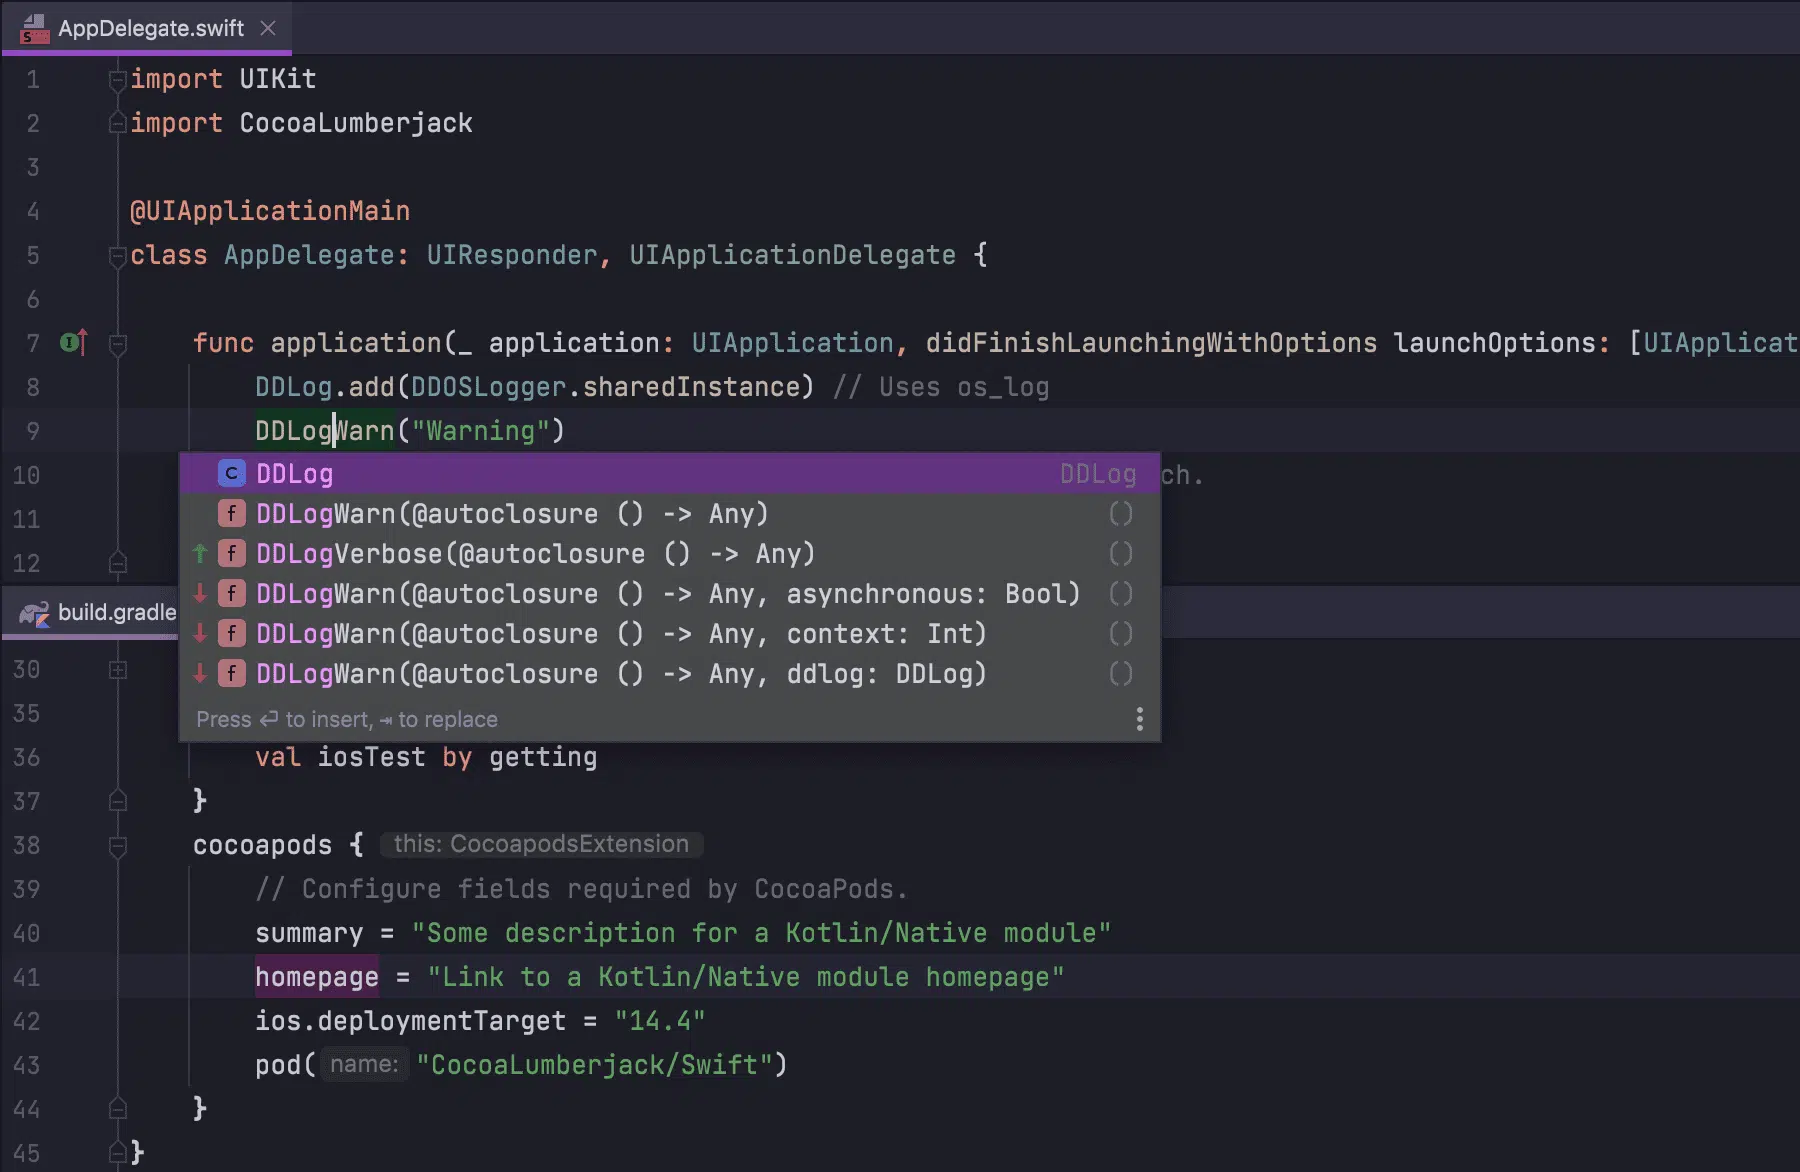 AppDelegate.swift
1 import UIKit
2 import CocoaLumberjack
3
4 @UIApplicationMain
5 class AppDelegate: UIResponder, UIApplicationDelegate {
6
7 func application(_ application: UIApplication, didFinishLaunchingWithOptions launchOptions: [UIApplicat
8 DDLog.add(DDOSLogger.sharedInstance) // Uses os_log
9 DDLogWarn("Warning")
10 ch.
DDLog DDLog
DDLogWarn(@autoclosure () -> Any) ()
11
DDLogVerbose(@autoclosure () -> Any) ()
12
DDLogWarn(@autoclosure () -> Any, asynchronous: Bool) ()
build.gradle
DDLogWarn(@autoclosure () -> Any, context: Int) ()
DDLogWarn(@autoclosure () -> Any, ddlog: DDLog) ()
Press ⏎ to insert, ⇥ to replace
30
35
36 val iosTest by getting
37 }
38 cocoapods { this: CocoapodsExtension
39 // Configure fields required by CocoaPods.
40 summary = "Some description for a Kotlin/Native module"
41 homepage = "Link to a Kotlin/Native module homepage"
42 ios.deploymentTarget = "14.4"
43 pod( name: "CocoaLumberjack/Swift")
44 }
45 }